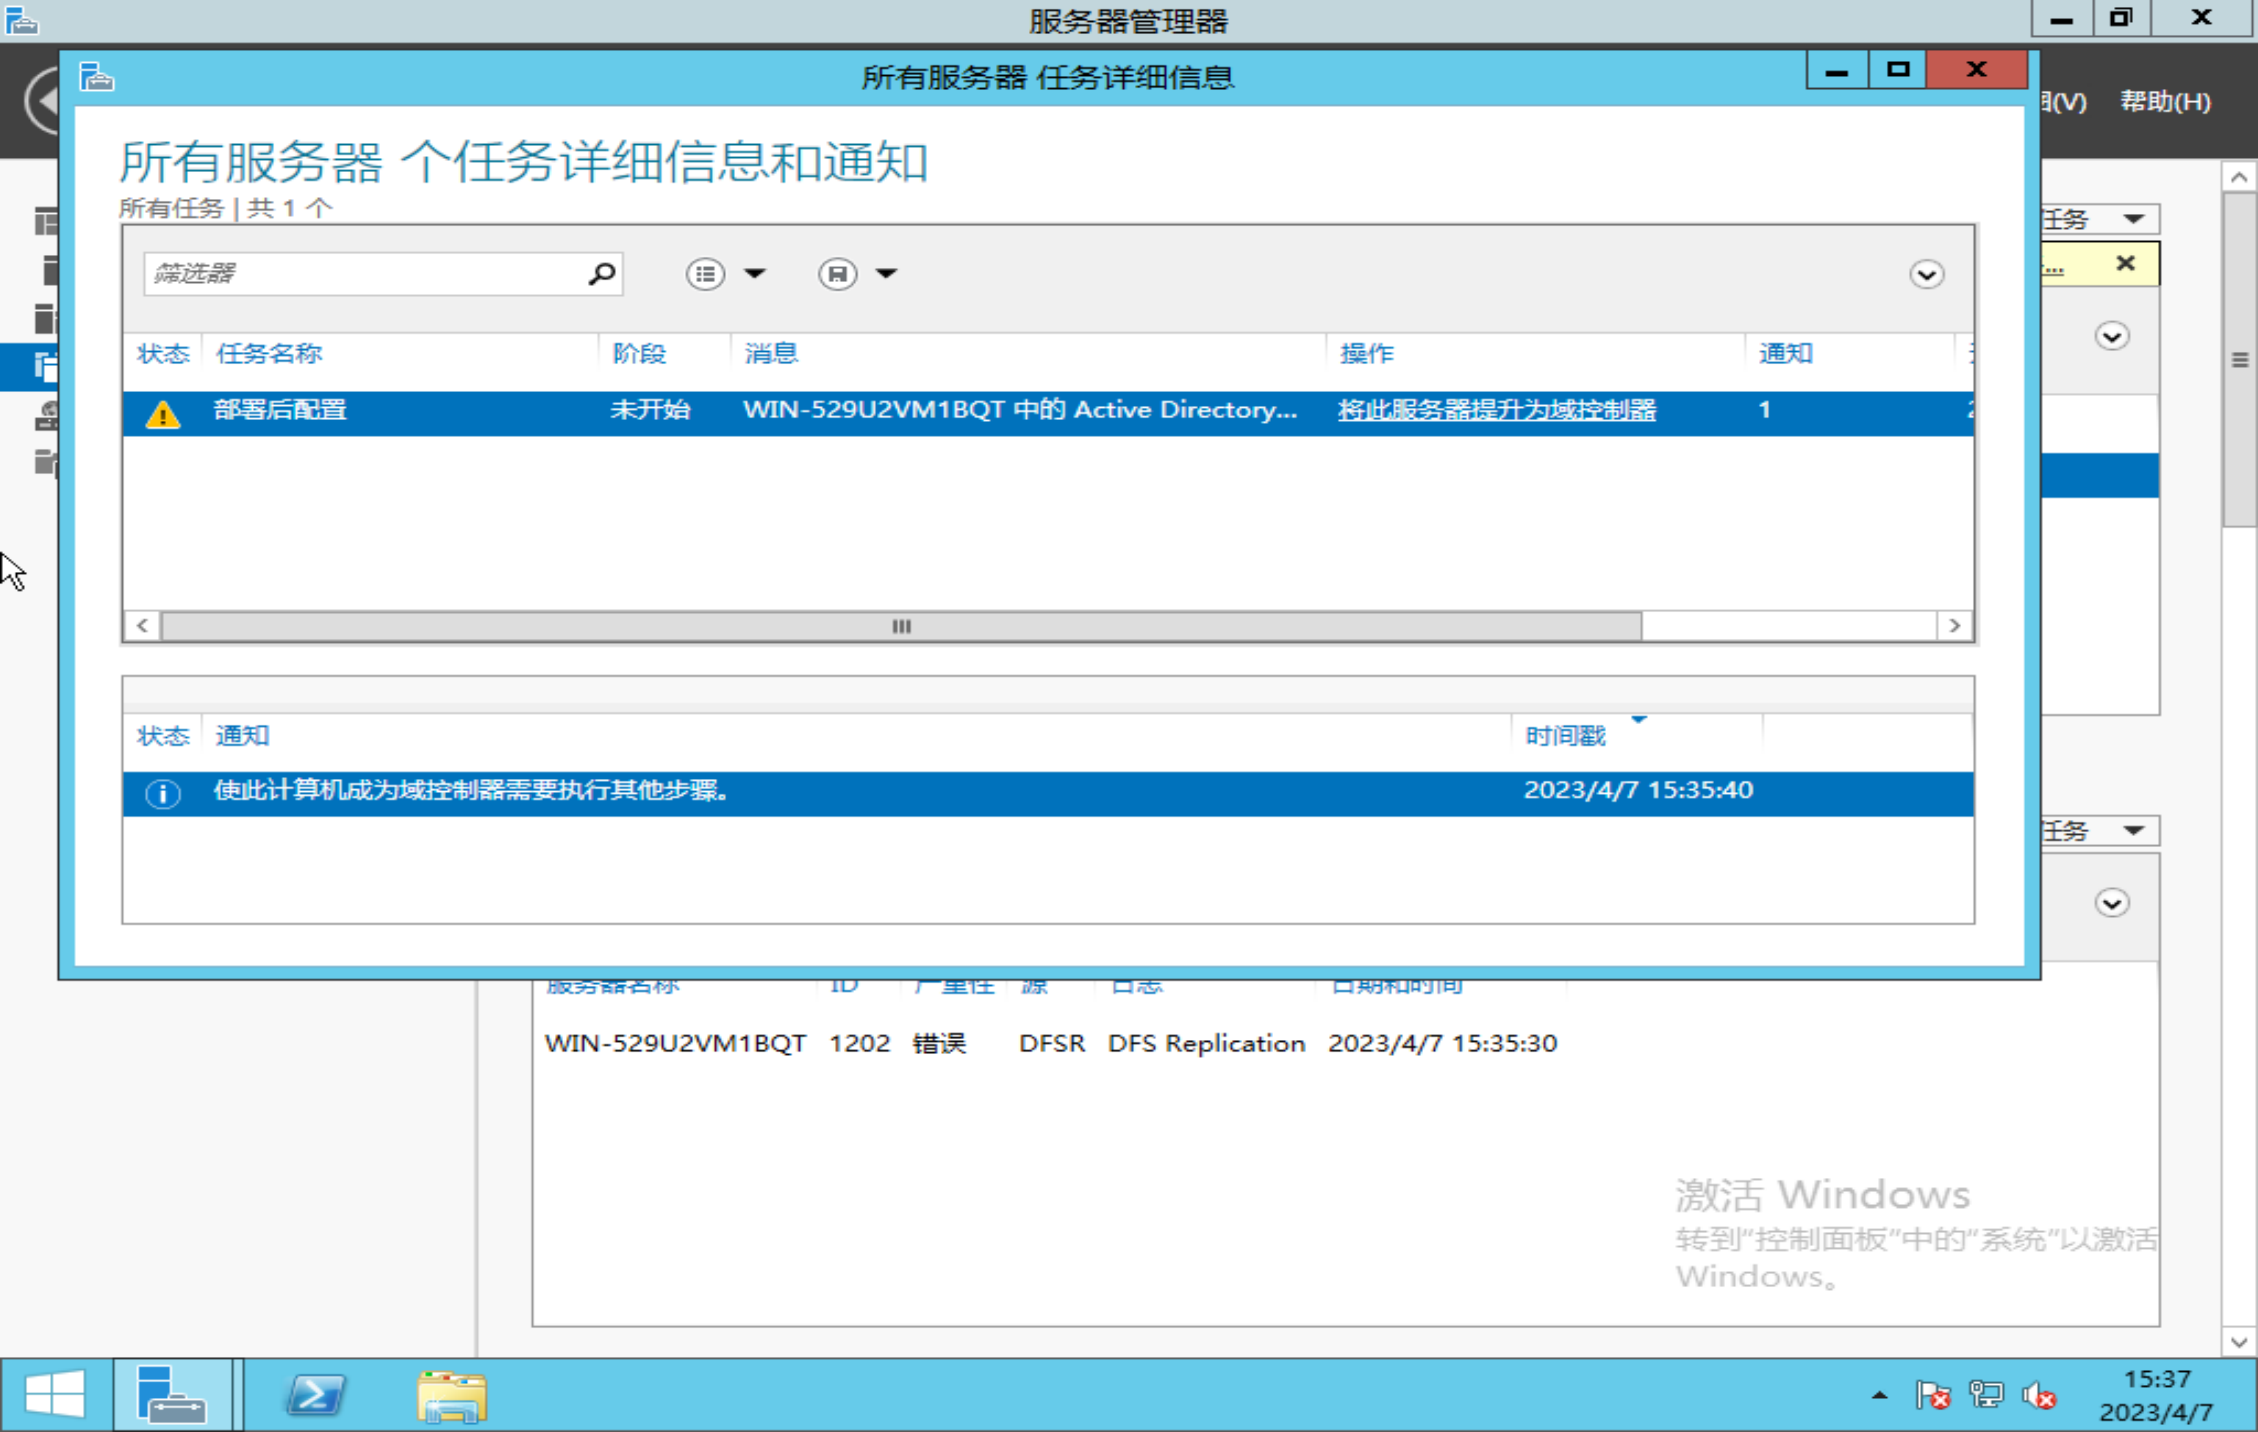 服务器管理器
所有服务器 任务详细信息
(V) 帮助(H)
所有服务器 个任务详细信息和通知
所有任务 | 共 1 个
任务
筛选器
...
状态 任务名称 阶段 消息 操作 通知
部署后配置 未开始 WIN-529U2VM1BQT 中的 Active Directory... 将此服务器提升为域控制器 1 2
状态 通知 时间戳
使此计算机成为域控制器需要执行其他步骤。 2023/4/7 15:35:40
任务
服务器名称 ID 严重性 源 日志 日期和时间
WIN-529U2VM1BQT 1202 错误 DFSR DFS Replication 2023/4/7 15:35:30
激活 Windows
转到"控制面板"中的"系统"以激活
Windows。
15:37
2023/4/7